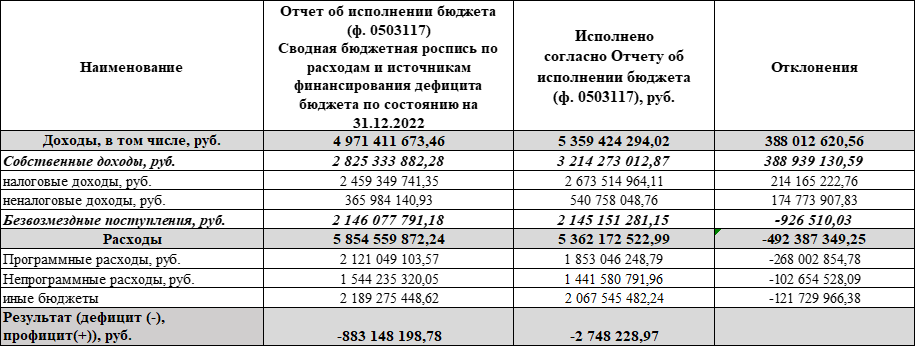 Наименование
Отчет об исполнении бюджета
(ф. 0503117)
Сводная бюджетная роспись по
расходам и источникам
финансирования дефицита
бюджета по состоянию на
31.12.2022
Исполнено
согласно Отчету об
исполнении бюджета
(ф. 0503117), руб.
Отклонения
Доходы, в том числе, руб. 4 971 411 673,46 5 359 424 294,02 388 012 620,56
Собственные доходы, руб. 2 825 333 882,28 3 214 273 012,87 388 939 130,59
налоговые доходы, руб. 2 459 349 741,35 2 673 514 964,11 214 165 222,76
неналоговые доходы, руб. 365 984 140,93 540 758 048,76 174 773 907,83
Безвозмездные поступления, руб. 2 146 077 791,18 2 145 151 281,15 -926 510,03
Расходы 5 854 559 872,24 5 362 172 522,99 -492 387 349,25
Программные расходы, руб. 2 121 049 103,57 1 853 046 248,79 -268 002 854,78
Непрограммные расходы, руб. 1 544 235 320,05 1 441 580 791,96 -102 654 528,09
иные бюджеты 2 189 275 448,62 2 067 545 482,24 -121 729 966,38
Результат (дефицит (-),
профицит(+)), руб. -883 148 198,78 -2 748 228,97